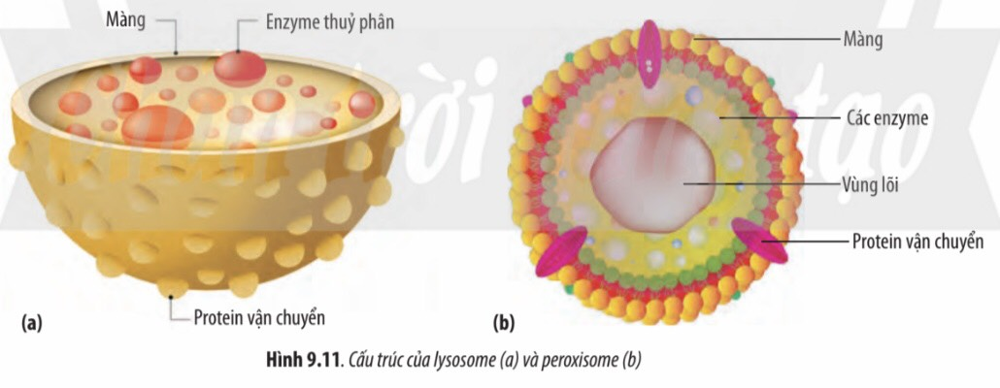 Màng
Enzyme thuỷ phân
Protein vận chuyển
(a)
Màng
Các enzyme
Vùng lõi
Protein vận chuyển
(b)
Hình 9.11. Cấu trúc của lysosome (a) và peroxisome (b)